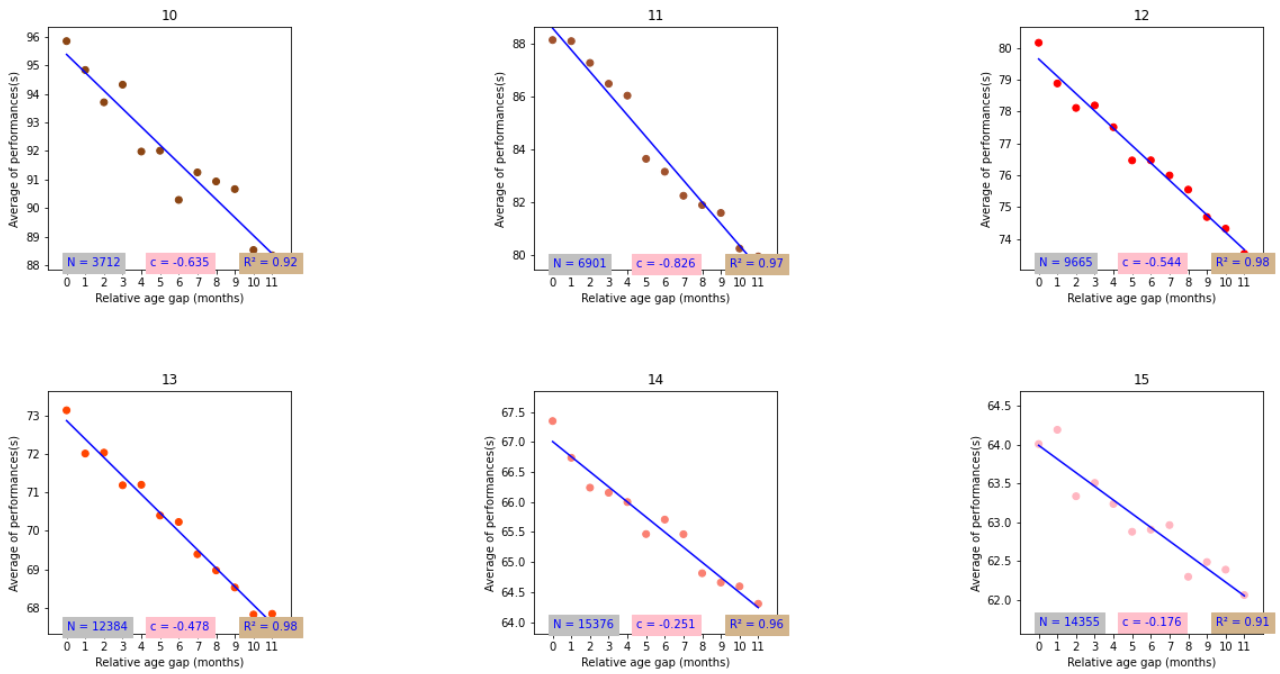 10
Average of performances(s)
96
95
94
93
92
91
90
89
88
N = 3712
c = -0.635
R² = 0.92
0 1 2 3 4 5 6 7 8 9 10 11
Relative age gap (months)
11
Average of performances(s)
88
86
84
82
80
N = 6901
c = -0.826
R² = 0.97
0 1 2 3 4 5 6 7 8 9 10 11
Relative age gap (months)
12
Average of performances(s)
80
79
78
77
76
75
74
N = 9665
c = -0.544
R² = 0.98
0 1 2 3 4 5 6 7 8 9 10 11
Relative age gap (months)
13
Average of performances(s)
73
72
71
70
69
68
N = 12384
c = -0.478
R² = 0.98
0 1 2 3 4 5 6 7 8 9 10 11
Relative age gap (months)
14
Average of performances(s)
67.5
67.0
66.5
66.0
65.5
65.0
64.5
64.0
N = 15376
c = -0.251
R² = 0.96
0 1 2 3 4 5 6 7 8 9 10 11
Relative age gap (months)
15
Average of performances(s)
64.5
64.0
63.5
63.0
62.5
62.0
N = 14355
c = -0.176
R² = 0.91
0 1 2 3 4 5 6 7 8 9 10 11
Relative age gap (months)